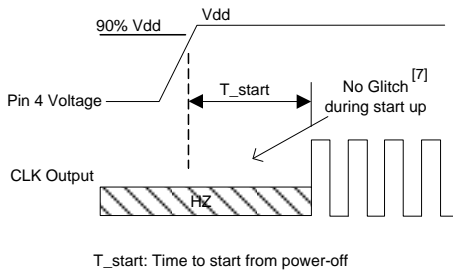 Vdd
90% Vdd
T_start
No Glitch [7]
during start up
Pin 4 Voltage
CLK Output
HZ
T_start: Time to start from power-off